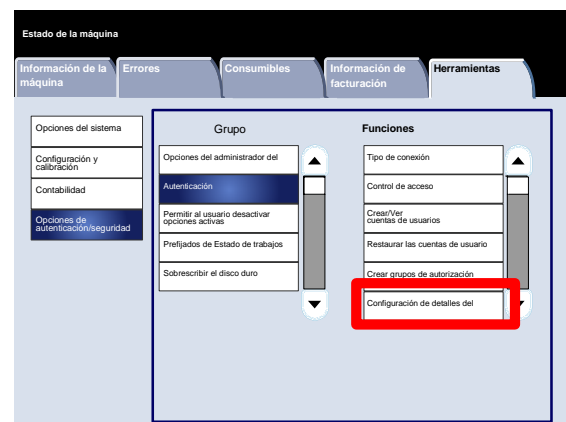 Estado de la máquina
Información de la
máquina
Errores
Consumibles
Información de
facturación
Herramientas
Opciones del sistema
Configuración y
calibración
Contabilidad
Opciones de
autenticación/seguridad
Grupo
Opciones del administrador del
Autenticación
Permitir al usuario desactivar
opciones activas
Prefijados de Estado de trabajos
Sobrescribir el disco duro
Funciones
Tipo de conexión
Control de acceso
Crear/Ver
cuentas de usuarios
Restaurar las cuentas de usuario
Crear grupos de autorización
Configuración de detalles del